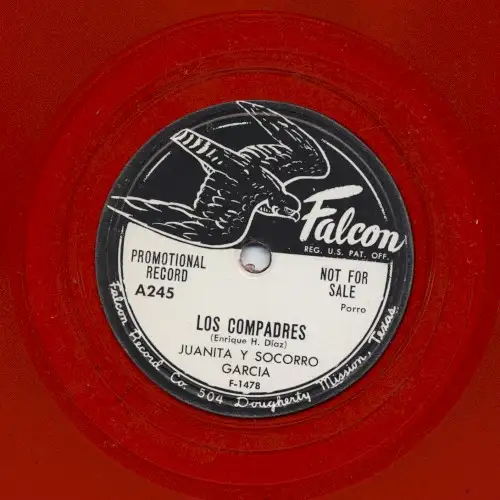 Falcon
REG. U.S. PAT. OFF.
PROMOTIONAL
RECORD
A245
NOT FOR
SALE
Porro
LOS COMPADRES
(Enrique H. Díaz)
JUANITA Y SOCORRO
GARCIA
F-1478
Falcon Record Co. 504 Dougherty Mission, Texas